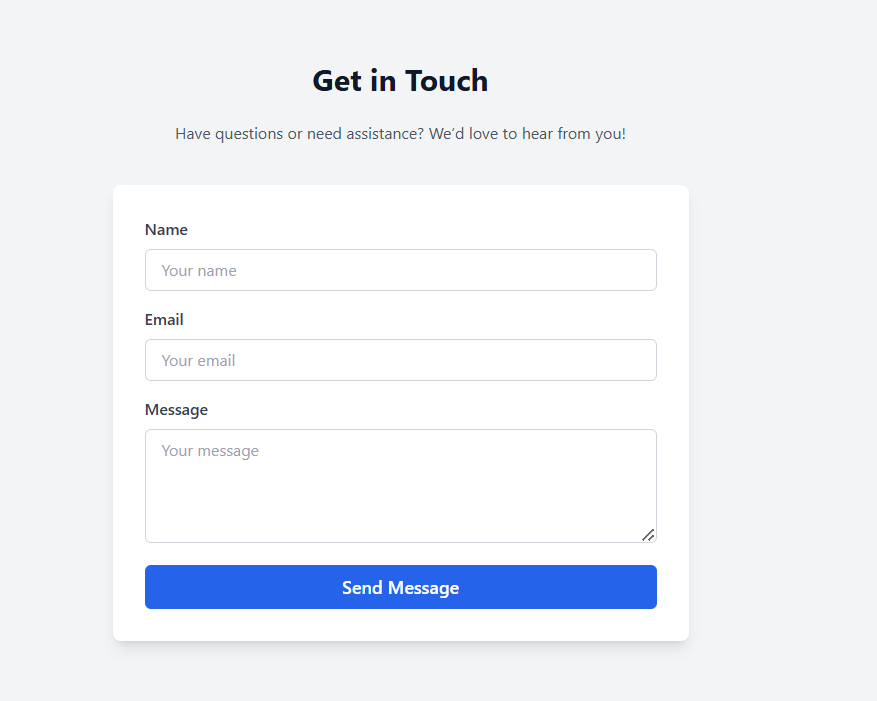 Get in Touch
Have questions or need assistance? We’d love to hear from you!
Name
Your name
Email
Your email
Message
Your message
Send Message